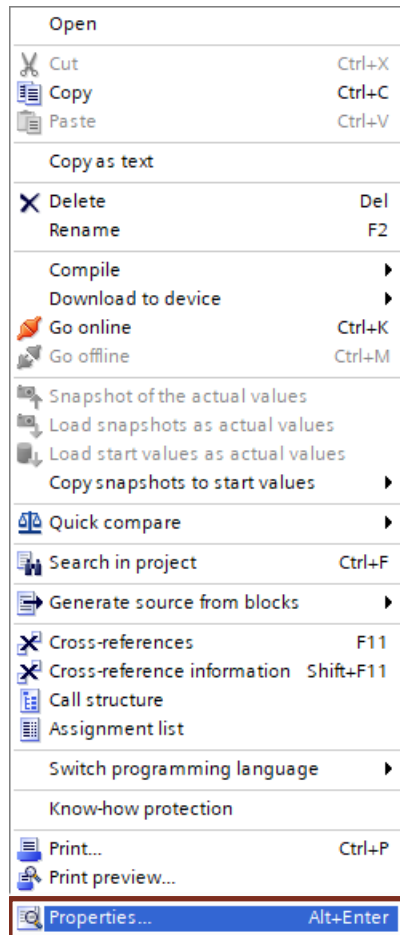 Open
Cut Ctrl+X
Copy Ctrl+C
Paste Ctrl+V
Copy as text
Delete Del
Rename F2
Compile
Download to device
Go online Ctrl+K
Go offline Ctrl+M
Snapshot of the actual values
Load snapshots as actual values
Load start values as actual values
Copy snapshots to start values
Quick compare
Search in project Ctrl+F
Generate source from blocks
Cross-references F11
Cross-reference information Shift+F11
Call structure
Assignment list
Switch programming language
Know-how protection
Print... Ctrl+P
Print preview...
Properties... Alt+Enter